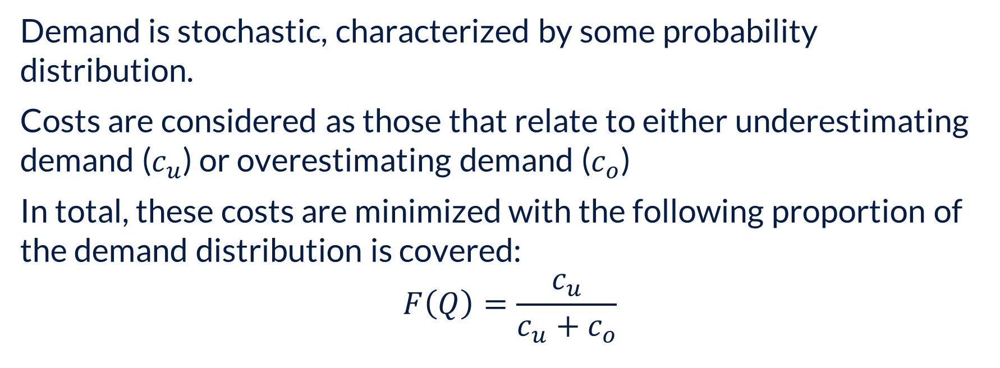 Demand is stochastic, characterized by some probability
distribution.
Costs are considered as those that relate to either underestimating
demand (c_u) or overestimating demand (c_o)
In total, these costs are minimized with the following proportion of
the demand distribution is covered:
F(Q) = c_u / (c_u + c_o)